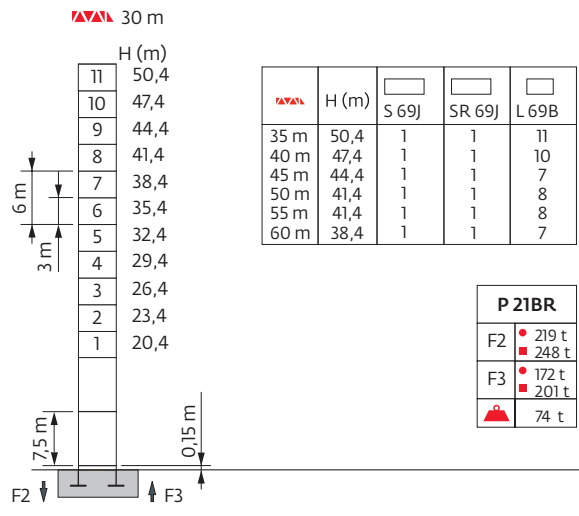 30 m
H (m)
11 50,4
10 47,4
9 44,4
8 41,4
7 38,4
6 35,4
5 32,4
4 29,4
3 26,4
2 23,4
1 20,4
6 m
3 m
7,5 m
0,15 m
F2 F3
H (m) S 69J SR 69J L 69B
35 m 50,4 1 1 11
40 m 47,4 1 1 10
45 m 44,4 1 1 7
50 m 41,4 1 1 8
55 m 41,4 1 1 8
60 m 38,4 1 1 7
P 21BR
F2 219 t
248 t
F3 172 t
201 t
74 t